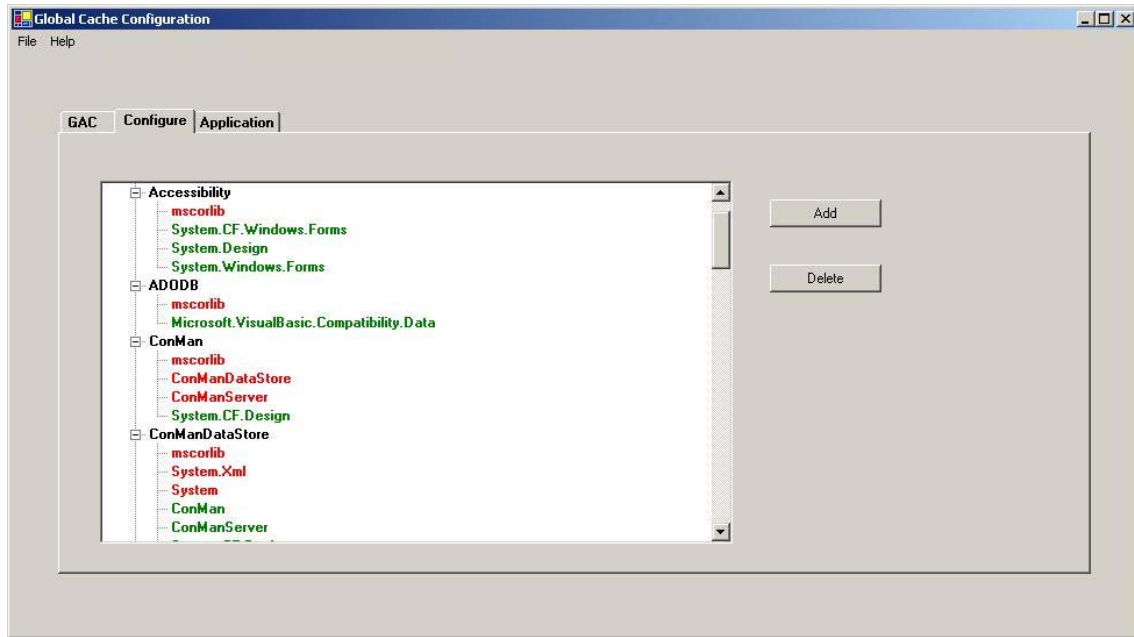 Global Cache Configuration
File Help
GAC Configure Application
Accessibility
mscorlib
System.CF.Windows.Forms
System.Design
System.Windows.Forms
ADODB
mscorlib
Microsoft.VisualBasic.Compatibility.Data
ConMan
mscorlib
ConManDataStore
ConManServer
System.CF.Design
ConManDataStore
mscorlib
System.Xml
System
ConMan
ConManServer
Add
Delete